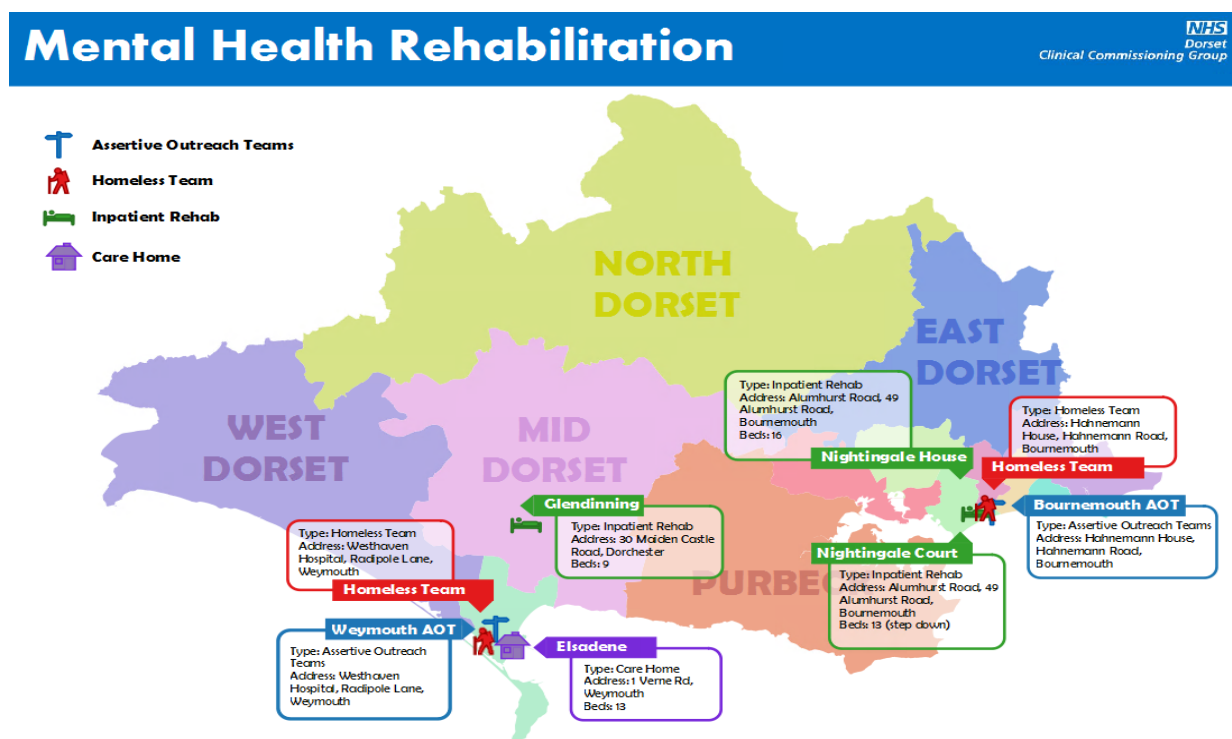 Mental Health Rehabilitation
NHS
Dorset
Clinical Commissioning Group
Assertive Outreach Teams
Homeless Team
Inpatient Rehab
Care Home
NORTH
DORSET
EAST
DORSET
WEST
DORSET
MID
DORSET
Type: Inpatient Rehab
Address: Alumhurst Road, 49
Alumhurst Road,
Bournemouth
Beds: 16
Nightingale House
Type: Homeless Team
Address: Hahnemann
House, Hahnemann Road,
Bournemouth
Homeless Team
Bournemouth AOT
Type: Assertive Outreach Teams
Address: Hahnemann House,
Hahnemann Road,
Bournemouth
Glendinning
Type: Inpatient Rehab
Address: 30 Maiden Castle
Road, Dorchester
Beds: 9
PURBEC
Nightingale Court
Type: Inpatient Rehab
Address: Alumhurst Road, 49
Alumhurst Road,
Bournemouth
Beds: 13 (step down)
Type: Homeless Team
Address: Westhaven
Hospital, Radipole Lane,
Weymouth
Homeless Team
Weymouth AOT
Type: Assertive Outreach
Teams
Address: Westhaven
Hospital, Radipole Lane,
Weymouth
Elsadene
Type: Care Home
Address: 1 Verne Rd,
Weymouth
Beds: 13